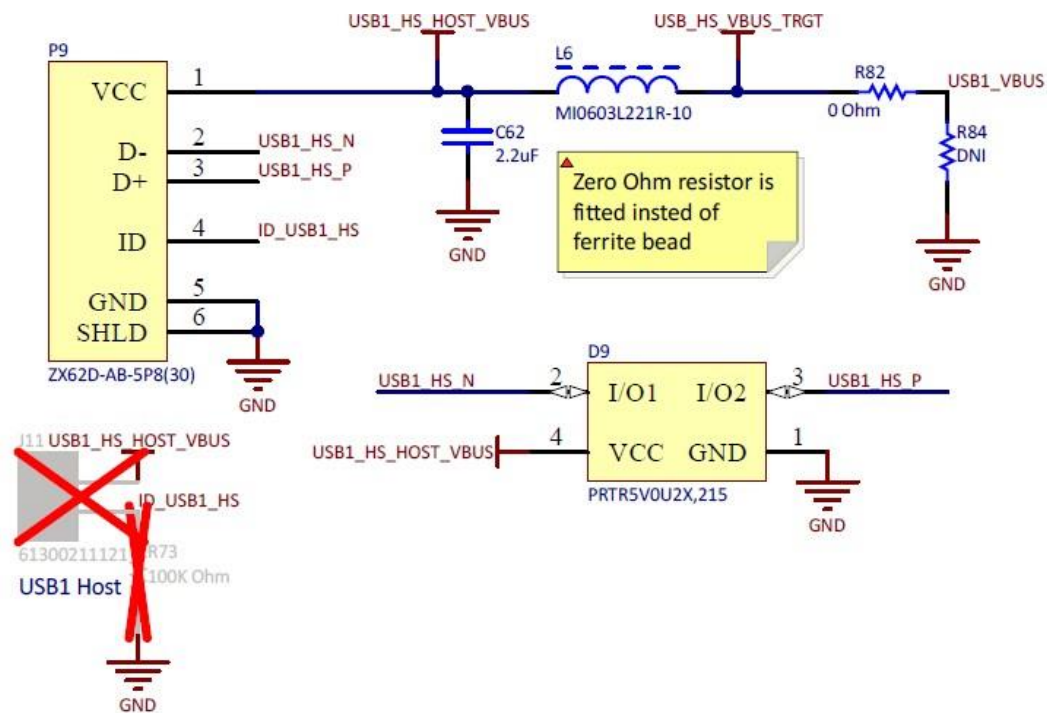 USB1_HS_HOST_VBUS
USB_HS_VBUS_TRGT
P9
VCC
1
D-
2
USB1_HS_N
D+
3
USB1_HS_P
ID
4
ID_USB1_HS
GND
5
SHLD
6
ZX62D-AB-5P8(30)
GND
C62
2.2uF
GND
L6
MI0603L221R-10
R82
0 Ohm
USB1_VBUS
R84
DNI
GND
Zero Ohm resistor is
fitted insted of
ferrite bead
D9
USB1_HS_N
2
I/O1
I/O2
3
USB1_HS_P
USB1_HS_HOST_VBUS
4
VCC
GND
1
PRTR5V0U2X,215
GND
J11
USB1_HS_HOST_VBUS
ID_USB1_HS
61300211121
R73
100K Ohm
USB1 Host
GND